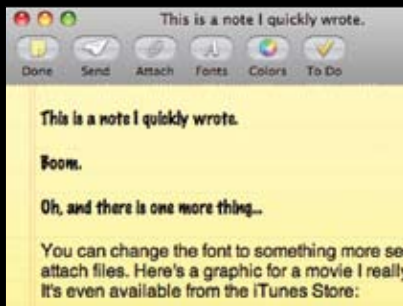 This is a note I quickly wrote.
Done Send Attach Fonts Colors To Do
This is a note I quickly wrote.
Boom.
Oh, and there is one more thing...
You can change the font to something more se
attach files. Here's a graphic for a movie I really
It's even available from the iTunes Store: